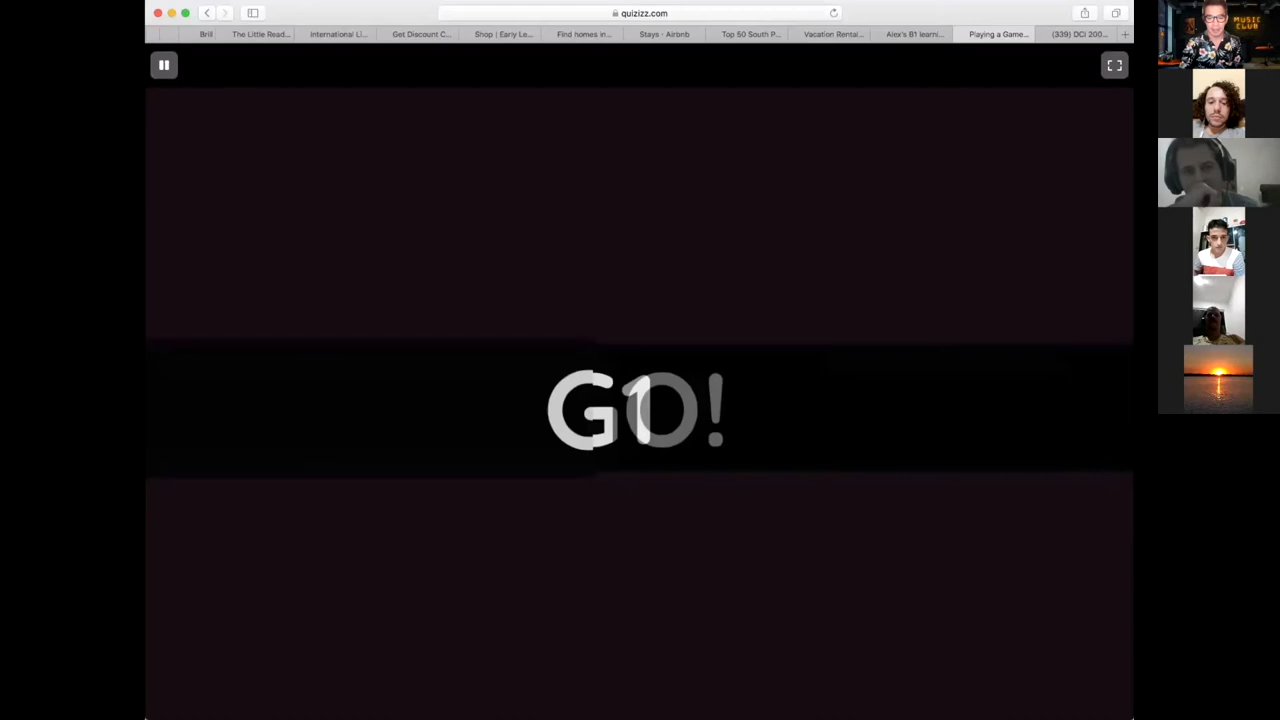 quizizz.com
Brill
The Little Read...
International Li...
Get Discount C...
Shop | Early Le...
Find homes in...
Stays - Airbnb
Top 50 South P...
Vacation Rental...
Alex's B1 learni...
Playing a Game...
(339) DCI 200...
MUSIC
CLUB
G1O!